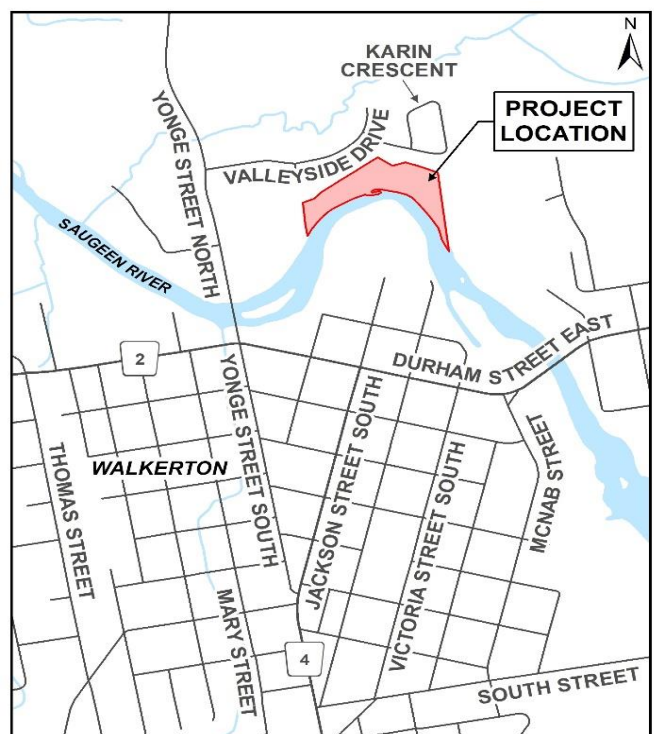 N
KARIN
CRESCENT
PROJECT
LOCATION
YONGE STREET NORTH
VALLEYSIDE DRIVE
SAUGEEN RIVER
2
DURHAM STREET EAST
YONGE STREET SOUTH
JACKSON STREET SOUTH
WALKERTON
THOMAS STREET
VICTORIA STREET SOUTH
MCNAB STREET
MARY STREET
4
SOUTH STREET